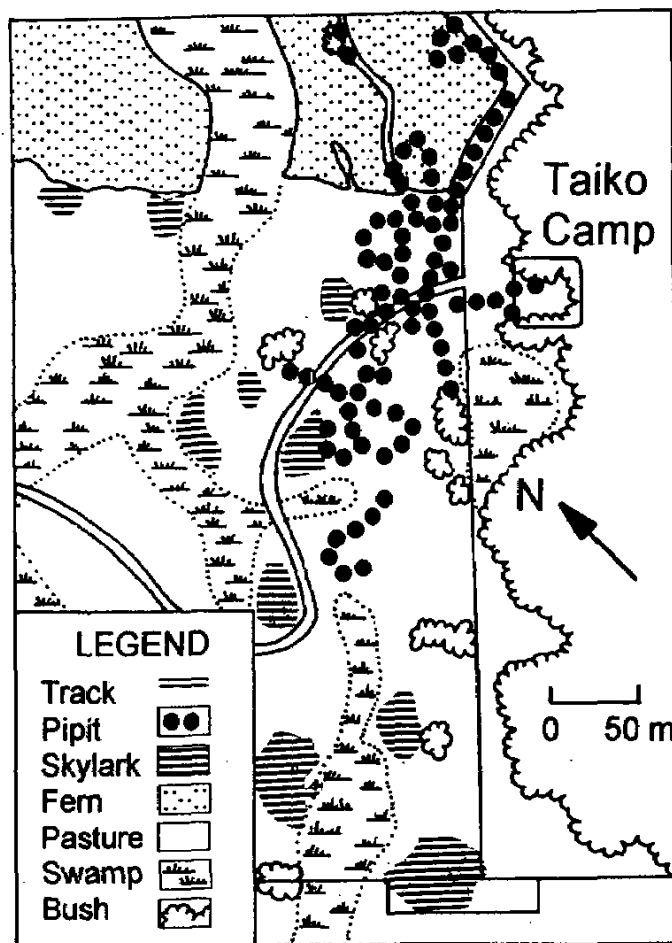 Taiko
Camp
N
0 50 m
LEGEND
Track
Pipit
Skylark
Fern
Pasture
Swamp
Bush